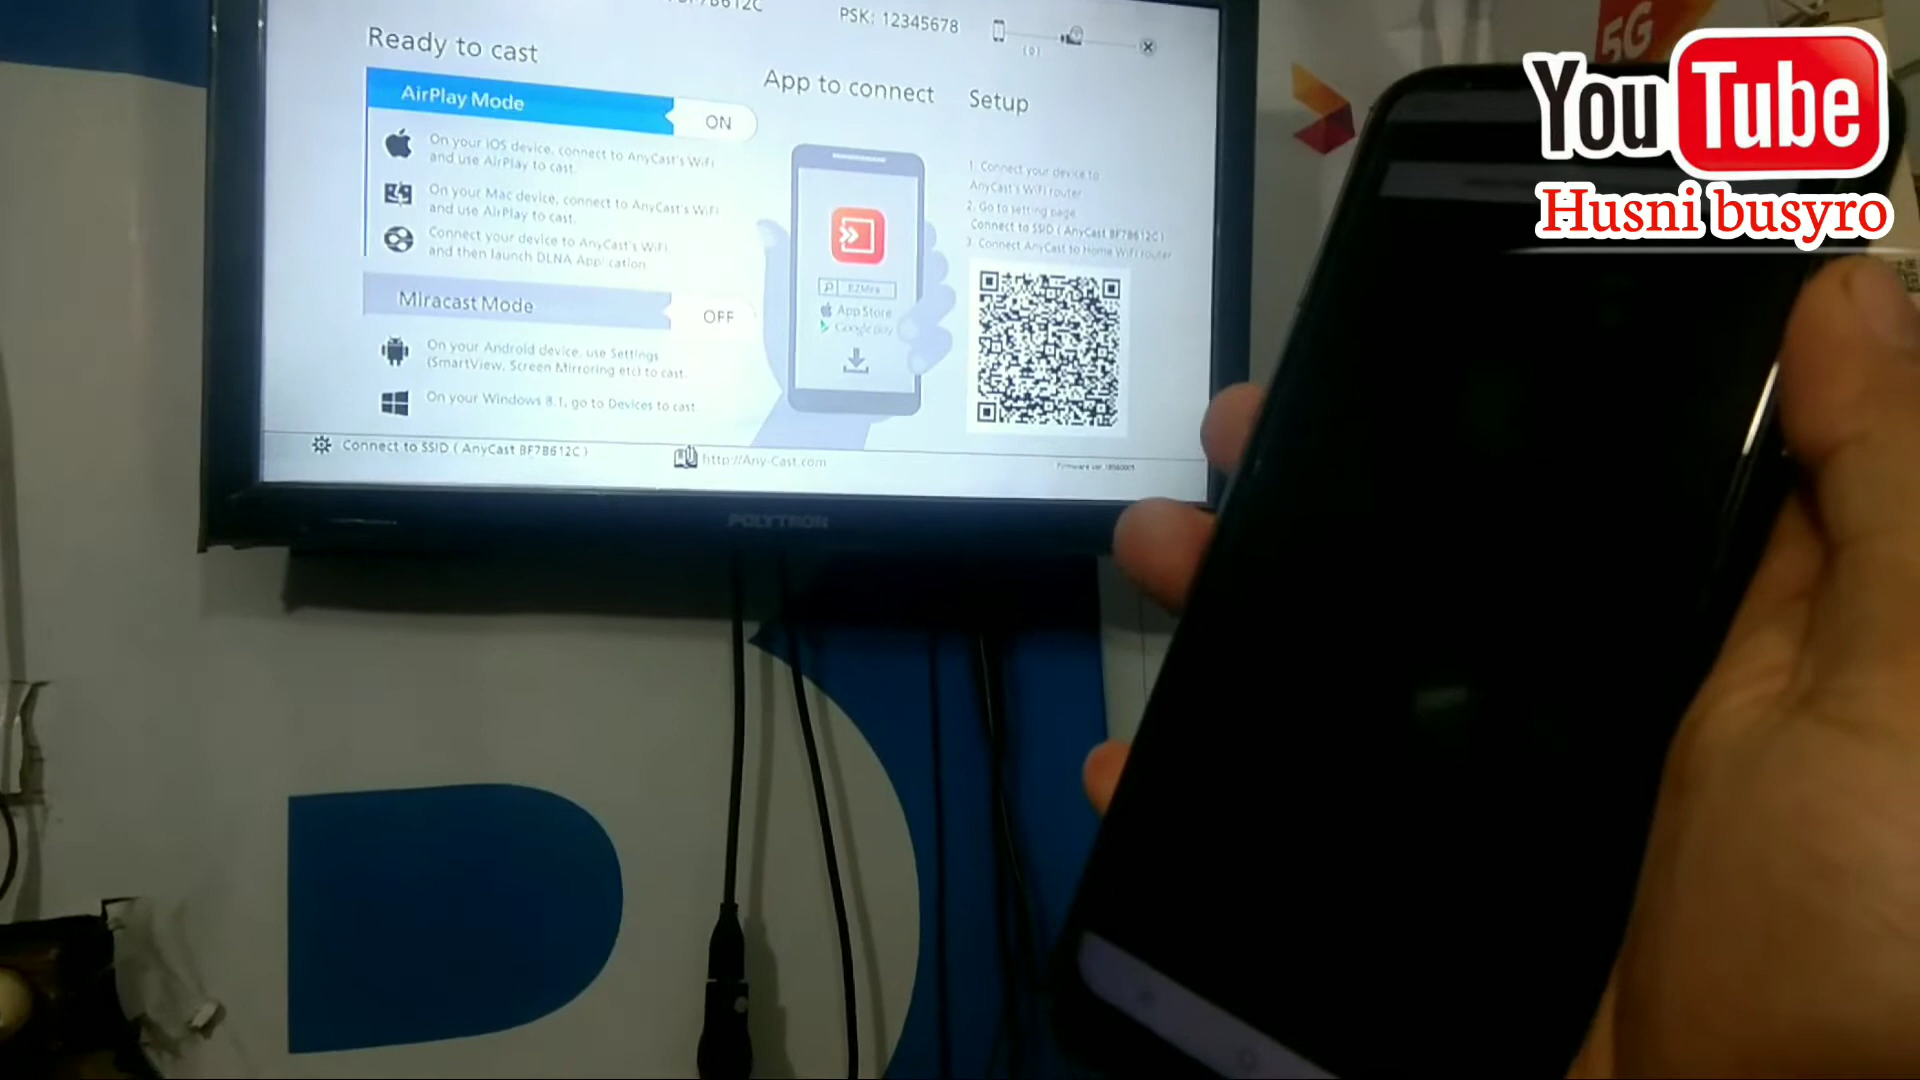 PSK: 12345678
Ready to cast
AirPlay Mode
ON
On your iOS device, connect to AnyCast's WiFi
and use AirPlay to cast.
On your Mac device, connect to AnyCast's WiFi
and use AirPlay to cast.
Connect your device to AnyCast's WiFi
and then launch DLNA Application
Miracast Mode
OFF
On your Android device, use Settings
(SmartView, Screen Mirroring etc) to cast.
On your Windows 8.1, go to Devices to cast.
App to connect
EZMira
App Store
Google play
Setup
1. Connect your device to
AnyCast's WiFi router
2. Go to setting page
Connect to SSID ( AnyCast BF7B612C )
3. Connect AnyCast to Home WiFi router
Connect to SSID ( AnyCast BF7B612C )
http://Any-Cast.com
POLYTRON
5G
YouTube
Husni busyro